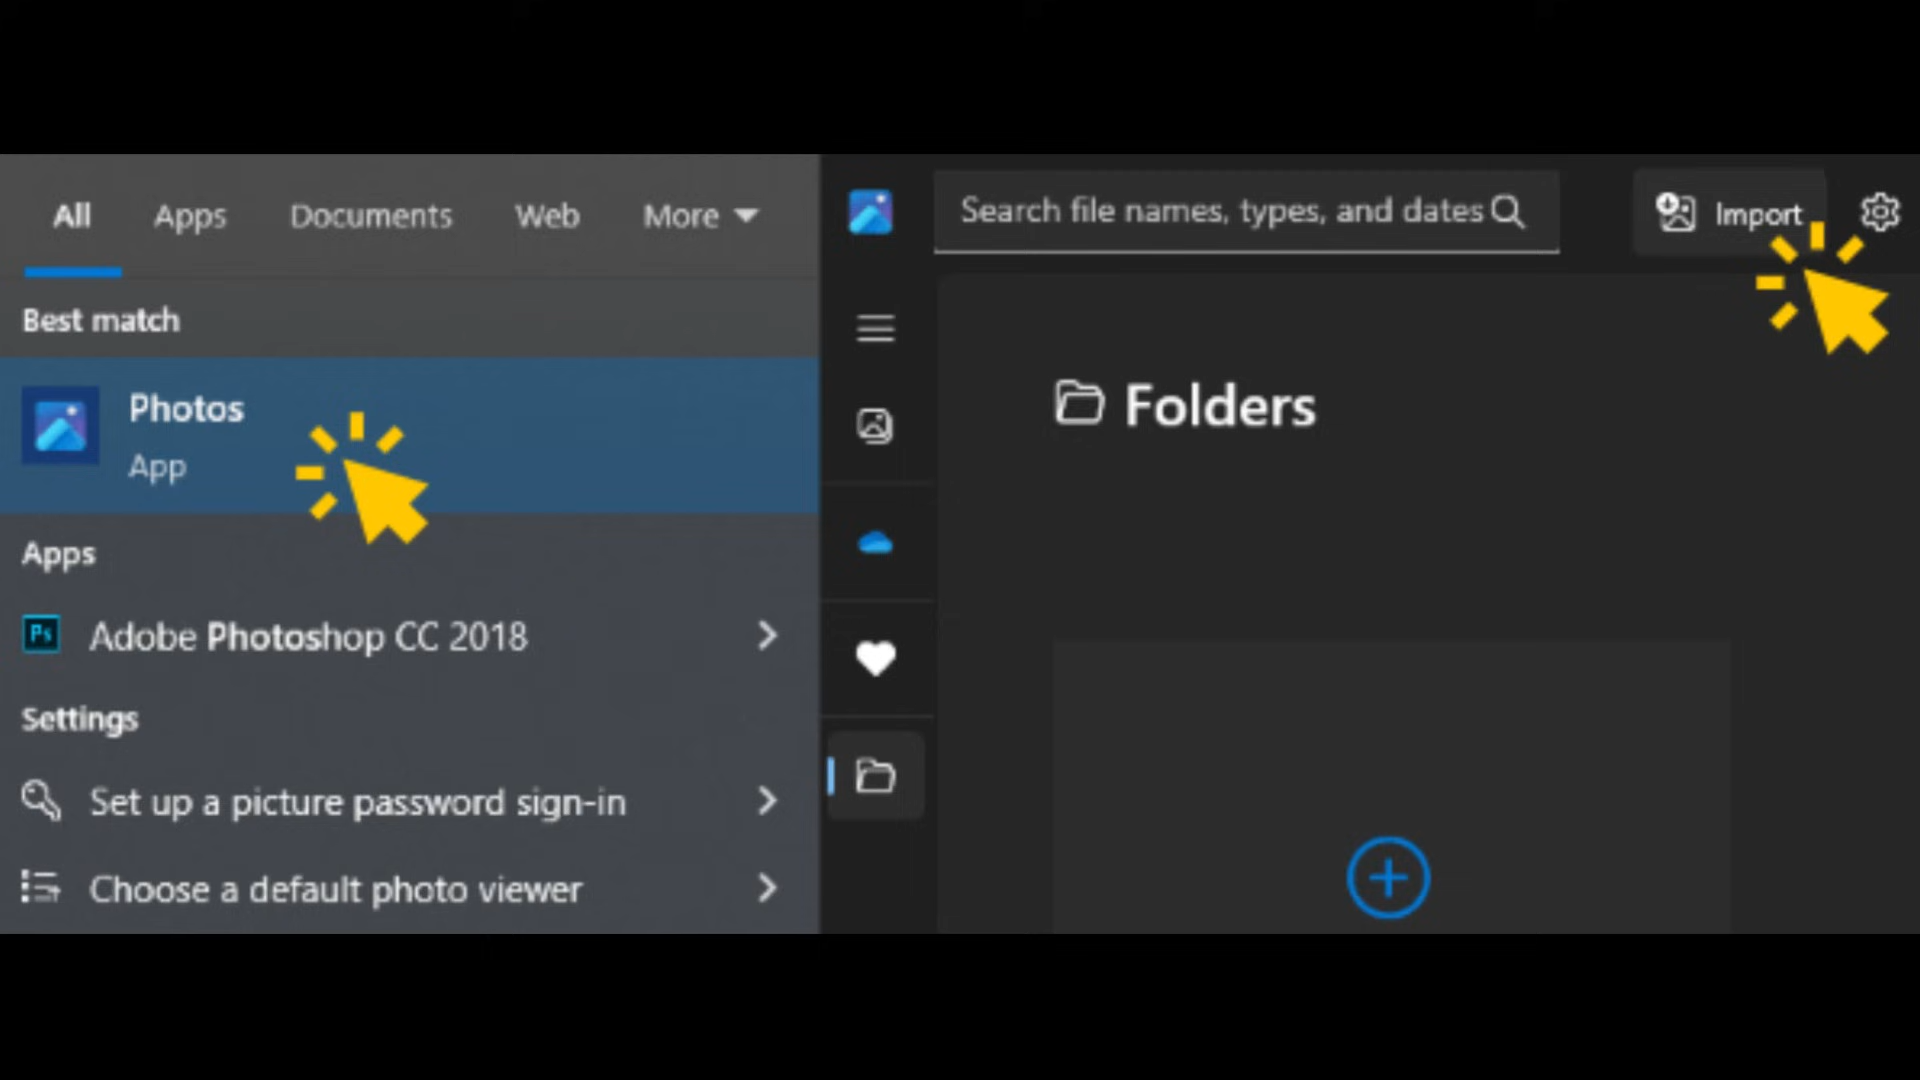 All Apps Documents Web More
Best match
Photos
App
Apps
Ps Adobe Photoshop CC 2018
Settings
Set up a picture password sign-in
Choose a default photo viewer
Search file names, types, and dates
Import
Folders